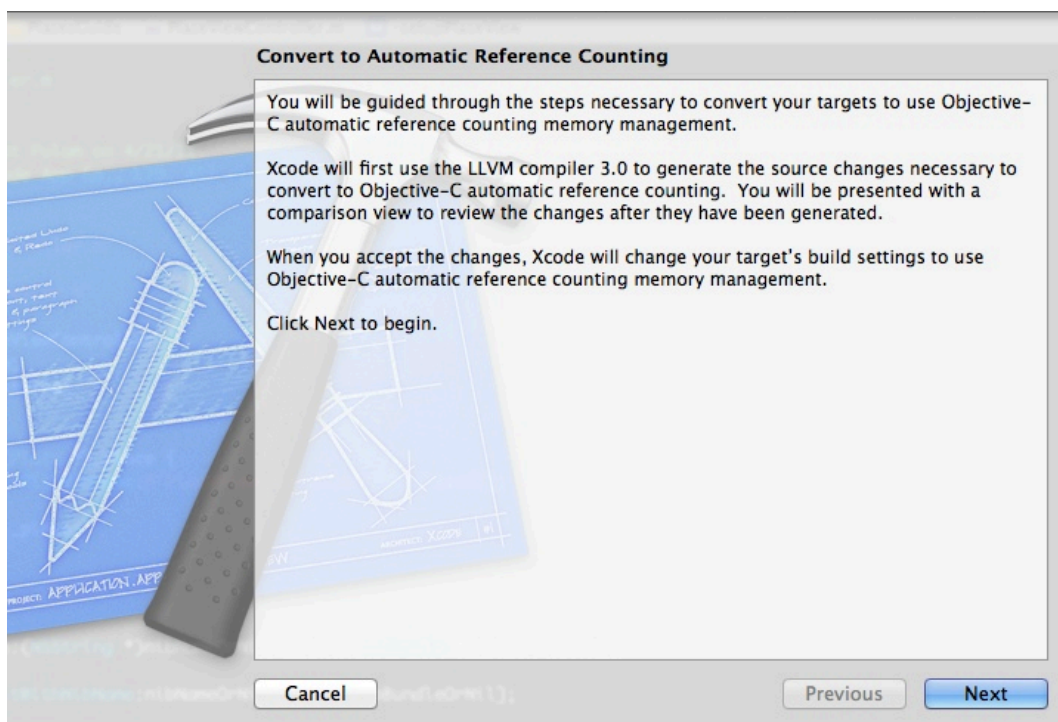 Convert to Automatic Reference Counting
You will be guided through the steps necessary to convert your targets to use Objective-
C automatic reference counting memory management.
Xcode will first use the LLVM compiler 3.0 to generate the source changes necessary to
convert to Objective-C automatic reference counting.  You will be presented with a
comparison view to review the changes after they have been generated.
When you accept the changes, Xcode will change your target's build settings to use
Objective-C automatic reference counting memory management.
Click Next to begin.
PROJECT: APPLICATION.APP
XCODE
Cancel
Previous
Next